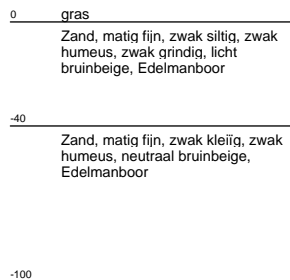 0 gras
Zand, matig fijn, zwak siltig, zwak
humeus, zwak grindig, licht
bruinbeige, Edelmanboor
-40
Zand, matig fijn, zwak kleiïg, zwak
humeus, neutraal bruinbeige,
Edelmanboor
-100